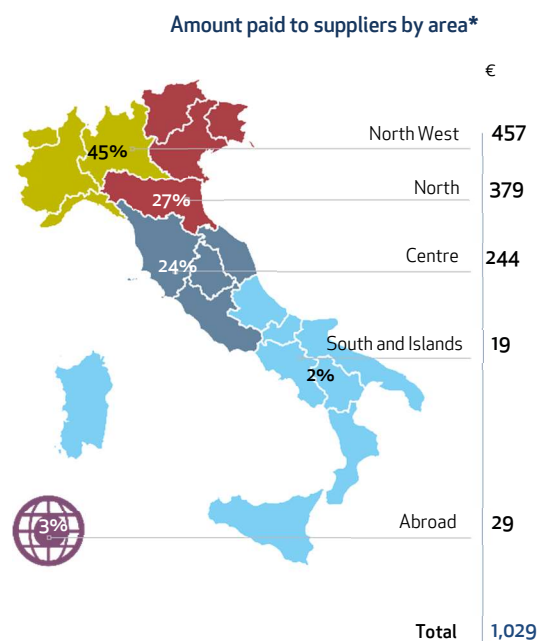 Amount paid to suppliers by area*
€
North West 457
45%
North 379
27%
Centre 244
24%
South and Islands 19
2%
Abroad 29
3%
Total 1,029